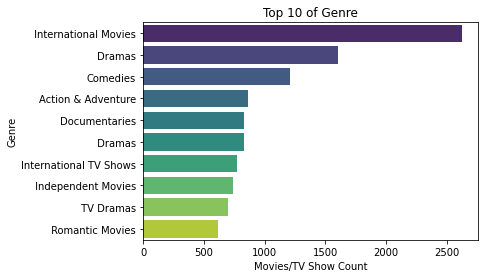 Top 10 of Genre
Genre
International Movies
Dramas
Comedies
Action & Adventure
Documentaries
Dramas
International TV Shows
Independent Movies
TV Dramas
Romantic Movies
0 500 1000 1500 2000 2500
Movies/TV Show Count